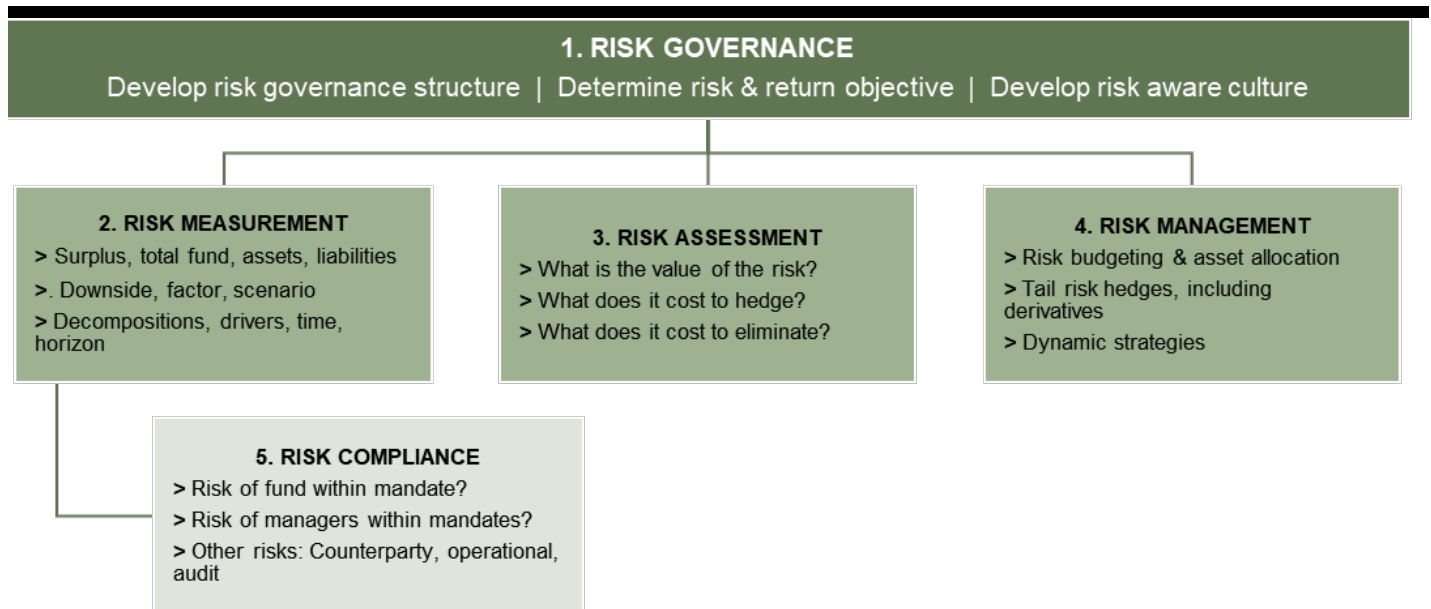 1. RISK GOVERNANCE
Develop risk governance structure | Determine risk & return objective | Develop risk aware culture
2. RISK MEASUREMENT
> Surplus, total fund, assets, liabilities
>. Downside, factor, scenario
> Decompositions, drivers, time,
horizon
3. RISK ASSESSMENT
> What is the value of the risk?
> What does it cost to hedge?
> What does it cost to eliminate?
4. RISK MANAGEMENT
> Risk budgeting & asset allocation
> Tail risk hedges, including
derivatives
> Dynamic strategies
5. RISK COMPLIANCE
> Risk of fund within mandate?
> Risk of managers within mandates?
> Other risks: Counterparty, operational,
audit